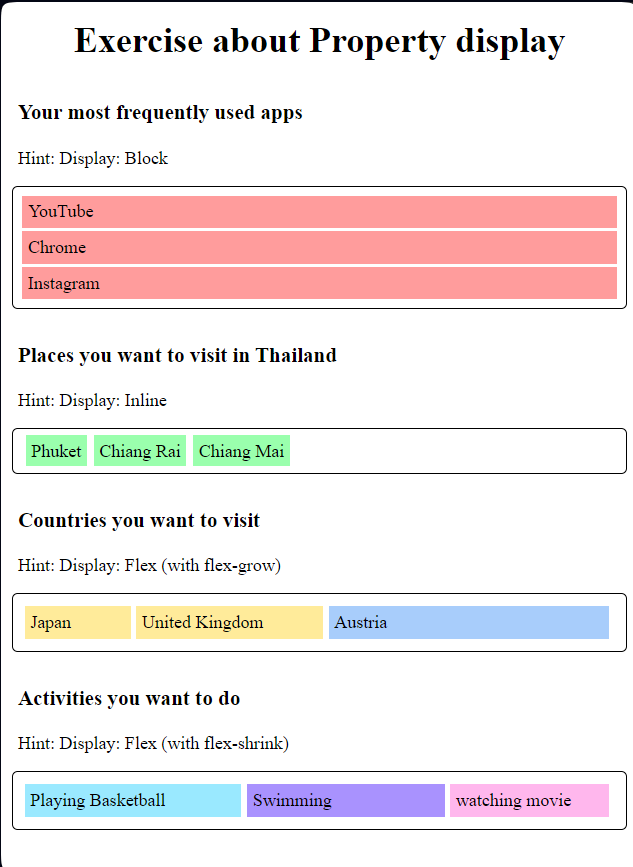 Exercise about Property display
Your most frequently used apps
Hint: Display: Block
YouTube
Chrome
Instagram
Places you want to visit in Thailand
Hint: Display: Inline
Phuket Chiang Rai Chiang Mai
Countries you want to visit
Hint: Display: Flex (with flex-grow)
Japan United Kingdom Austria
Activities you want to do
Hint: Display: Flex (with flex-shrink)
Playing Basketball Swimming watching movie